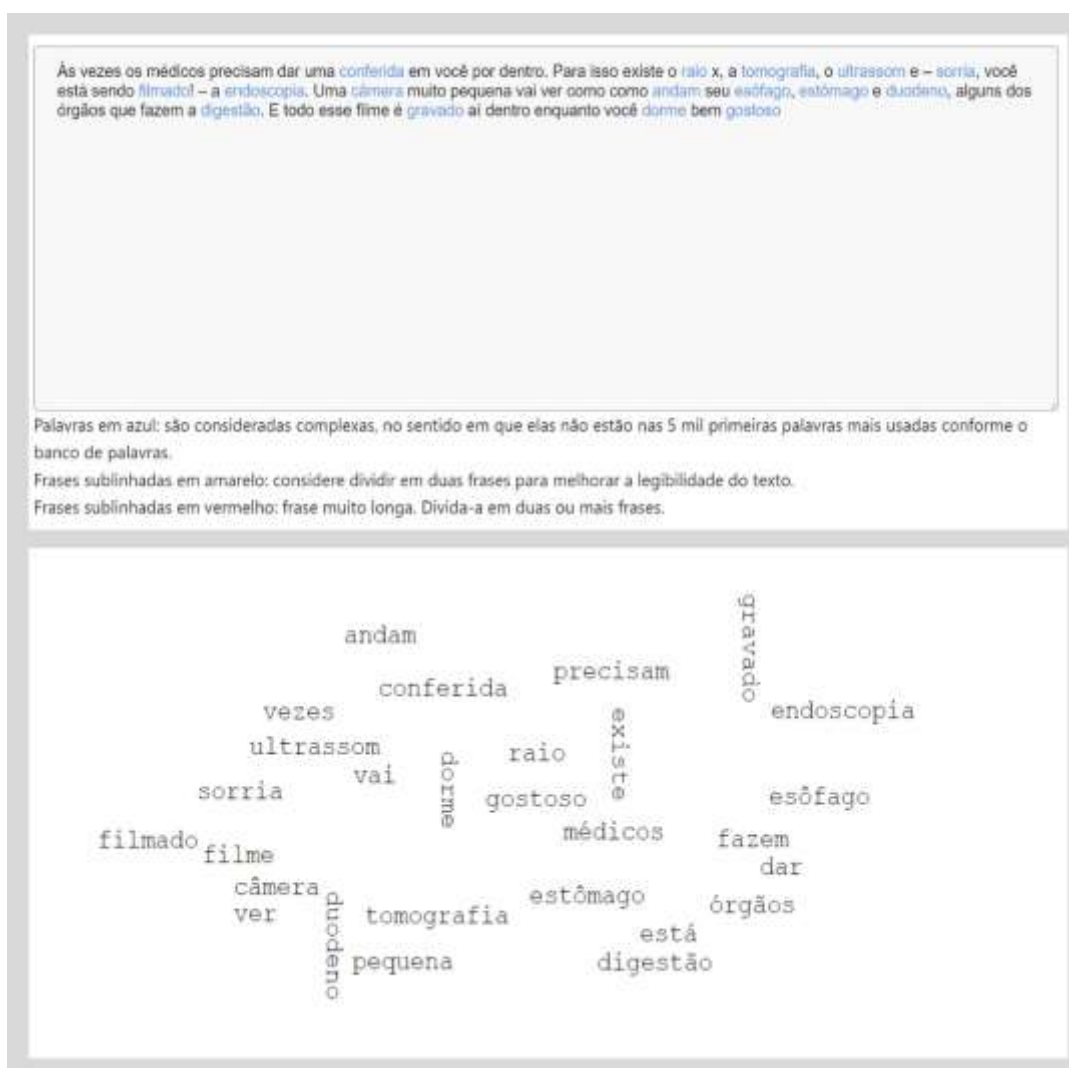 Às vezes os médicos precisam dar uma conferida em você por dentro. Para isso existe o raio x, a tomografia, o ultrassom e – sorria, você
está sendo filmado! – a endoscopia. Uma câmera muito pequena vai ver como como andam seu esôfago, estômago e duodeno, alguns dos
órgãos que fazem a digestão. E todo esse filme é gravado aí dentro enquanto você dorme bem gostoso
Palavras em azul: são consideradas complexas, no sentido em que elas não estão nas 5 mil primeiras palavras mais usadas conforme o
banco de palavras.
Frases sublinhadas em amarelo: considere dividir em duas frases para melhorar a legibilidade do texto.
Frases sublinhadas em vermelho: frase muito longa. Divida-a em duas ou mais frases.
gravado
andam
precisam
conferida
vezes
endoscopia
existe
ultrassom
raio
dorme
vai
sorria
gostoso
esôfago
médicos
filmado
fazem
filme
dar
câmera
estômago
órgãos
ver
duodeno
tomografia
está
pequena
digestão